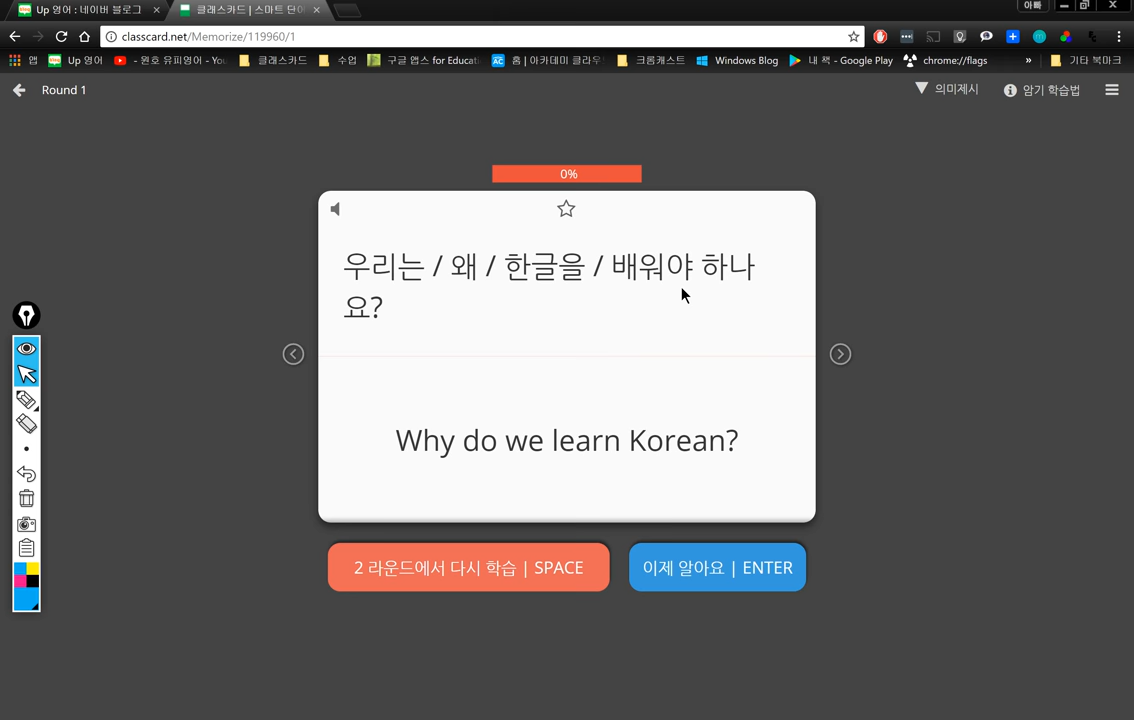 Up 영어 : 네이버 블로그
클래스카드 | 스마트 단어
아빠
classcard.net/Memorize/119960/1
앱
Up 영어
- 원호 유피영어 - You
클래스카드
수업
구글 앱스 for Educati
홈 | 아카데미 클라우
크롬캐스트
Windows Blog
내 책 - Google Play
chrome://flags
»
기타 북마크
Round 1
의미제시
암기 학습법
0%
우리는 / 왜 / 한글을 / 배워야 하나
요?
Why do we learn Korean?
2 라운드에서 다시 학습 | SPACE
이제 알아요 | ENTER